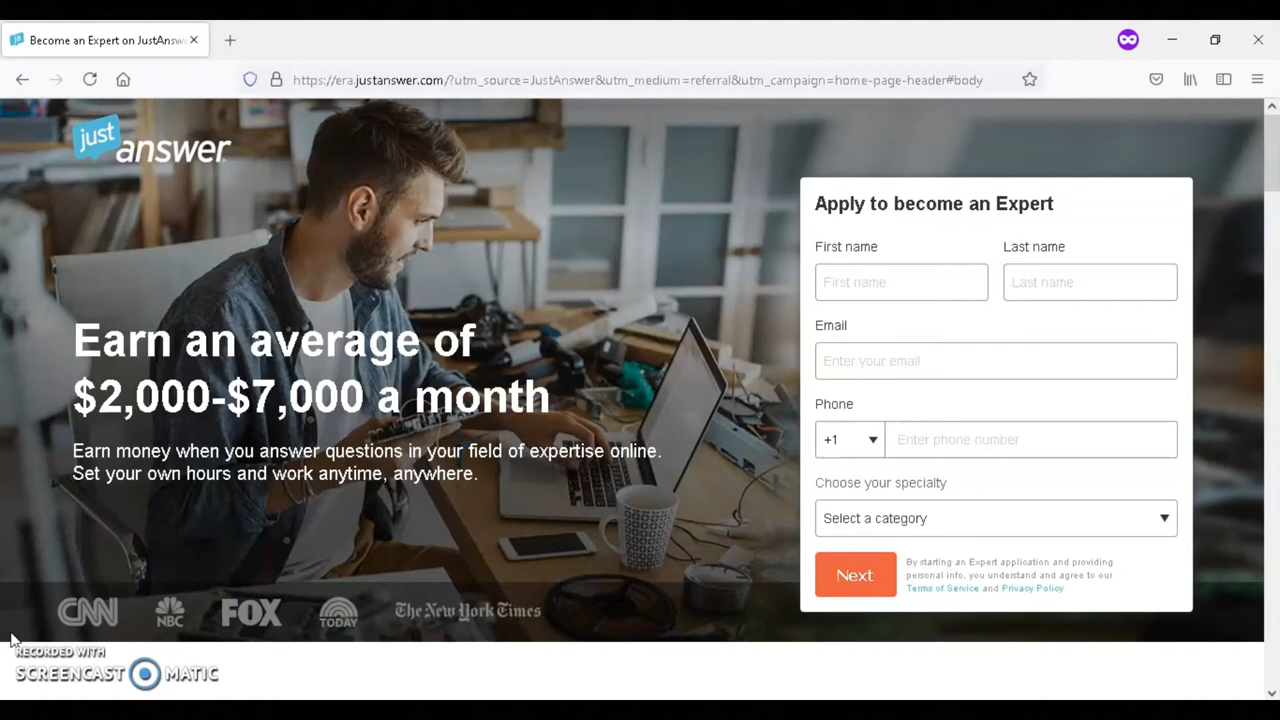 Become an Expert on JustAnsw
https://era.justanswer.com/?utm_source=JustAnswer&utm_medium=referral&utm_campaign=home-page-header#body
just
answer
Earn an average of
$2,000-$7,000 a month
Earn money when you answer questions in your field of expertise online.
Set your own hours and work anytime, anywhere.
CNN NBC FOX TODAY The New York Times
Apply to become an Expert
First name Last name
First name Last name
Email
Enter your email
Phone
+1 Enter phone number
Choose your specialty
Select a category
Next
By starting an Expert application and providing
personal info, you understand and agree to our
Terms of Service and Privacy Policy
RECORDED WITH
SCREENCAST MATIC